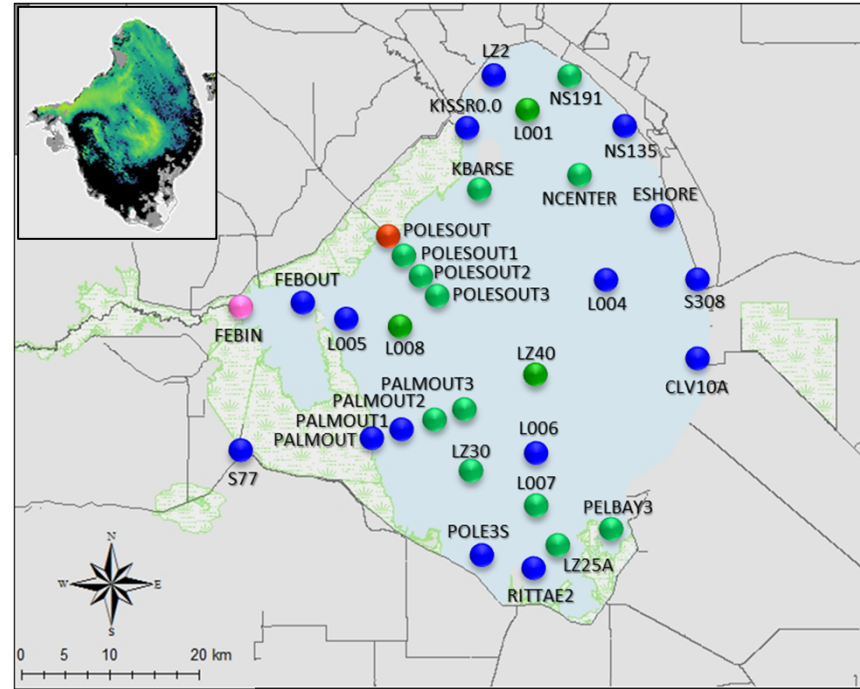 LZ2
NS191
KISSR0.0
L001
NS135
KBARSE
NCENTER
ESHORE
POLESOUT
POLESOUT1
POLESOUT2
POLESOUT3
FEBOUT
L004
S308
FEBIN
L005
L008
LZ40
CLV10A
PALMOUT3
PALMOUT2
PALMOUT1
PALMOUT
L006
LZ30
S77
L007
PELBAY3
POLE3S
LZ25A
RITTAE2
N
W E
S
0 5 10 20 km